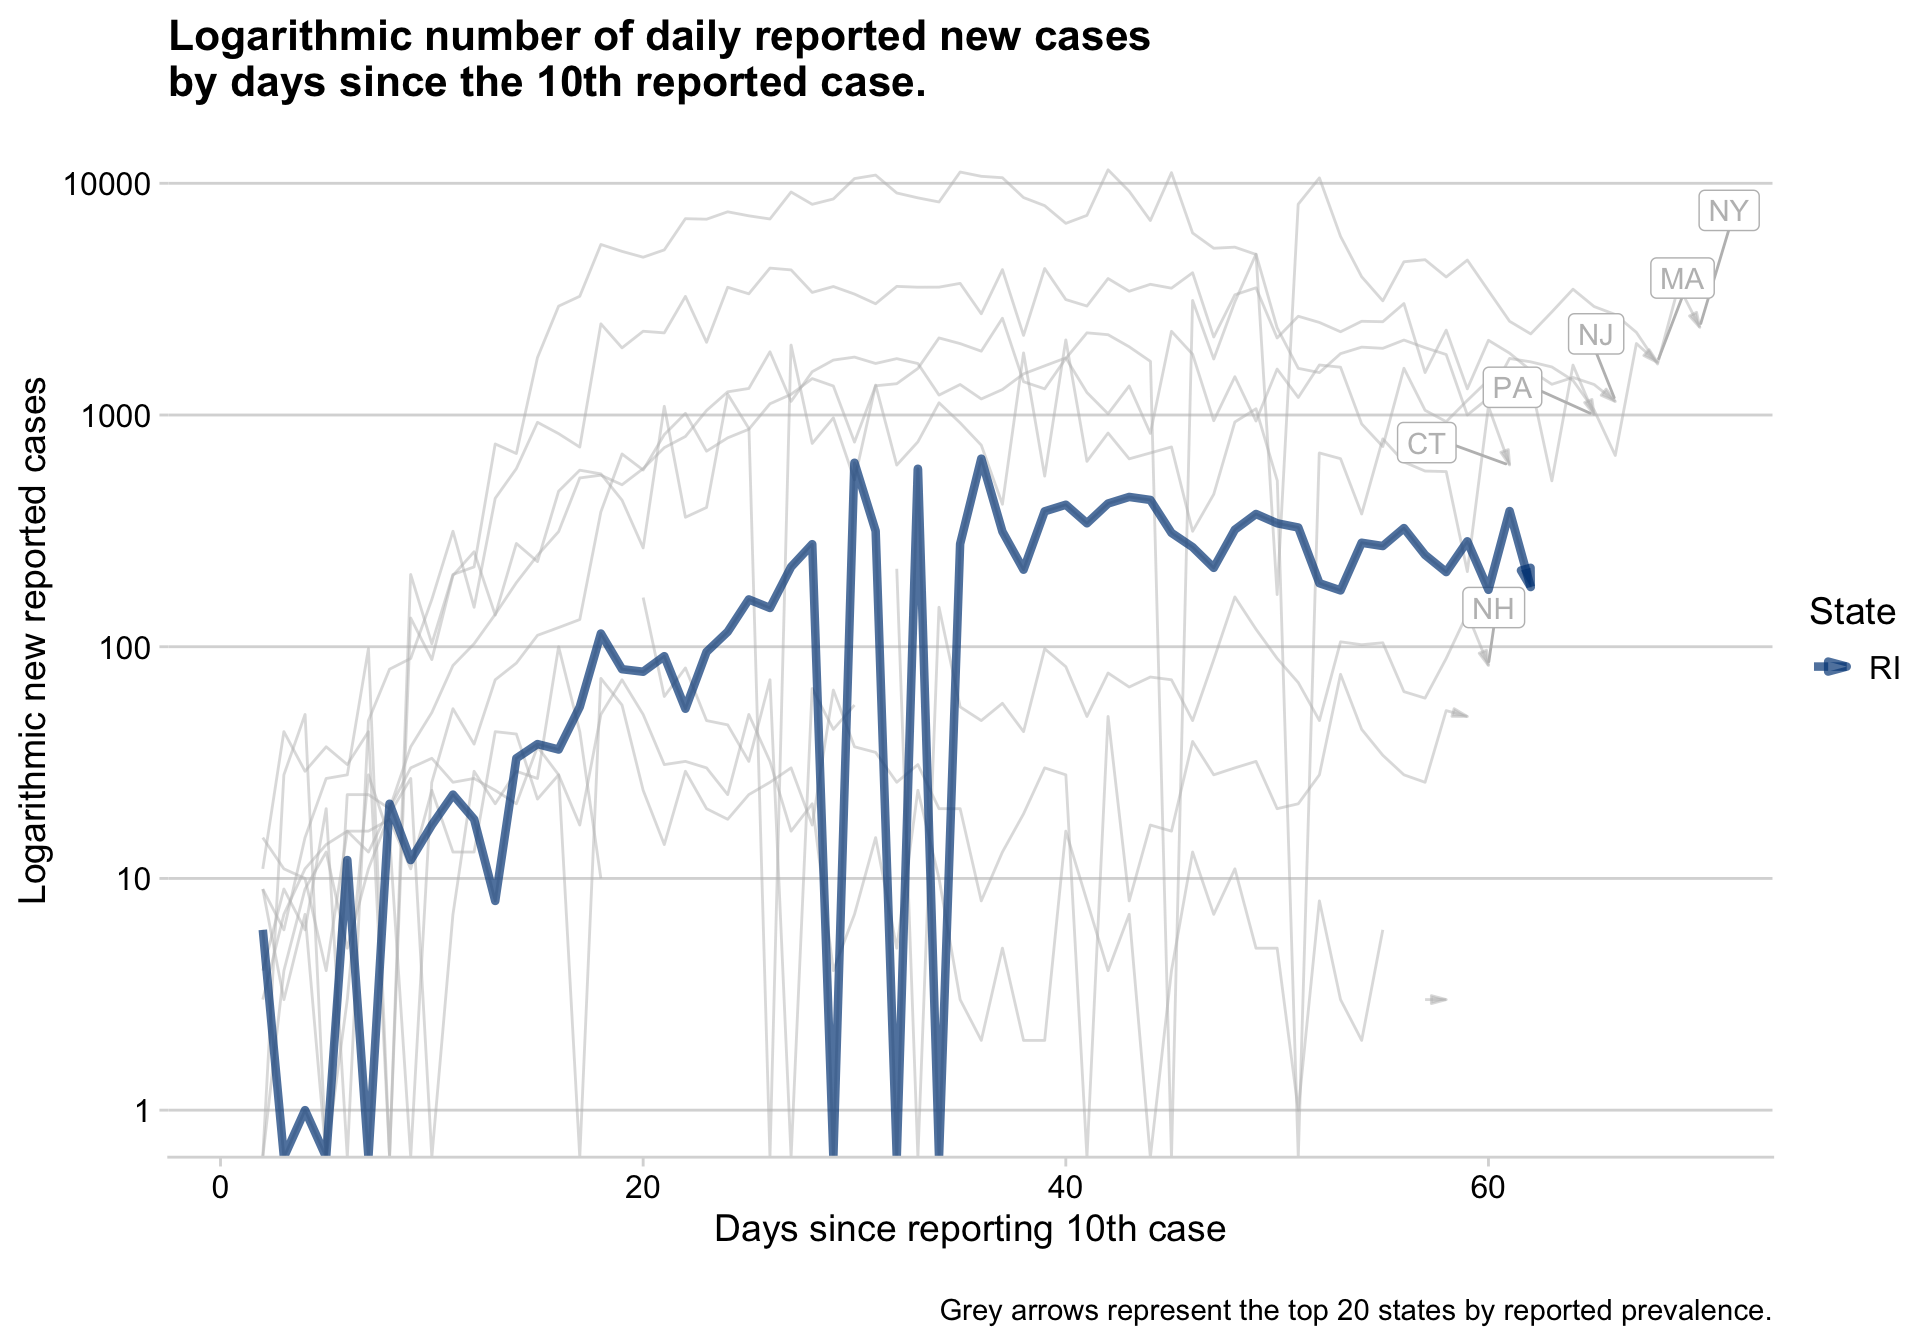 Logarithmic number of daily reported new cases
by days since the 10th reported case.
Logarithmic new reported cases
10000
1000
100
10
1
NY
MA
NJ
PA
CT
NH
State
RI
0 20 40 60
Days since reporting 10th case
Grey arrows represent the top 20 states by reported prevalence.